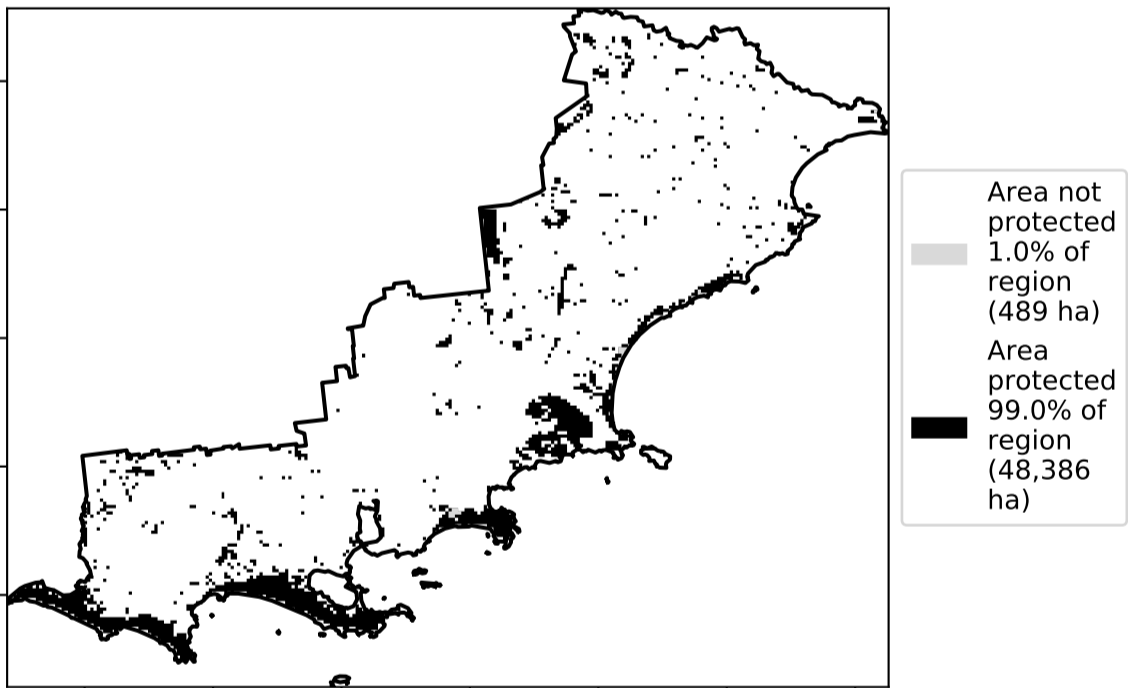 Area not
protected
1.0% of
region
(489 ha)
Area
protected
99.0% of
region
(48,386
ha)